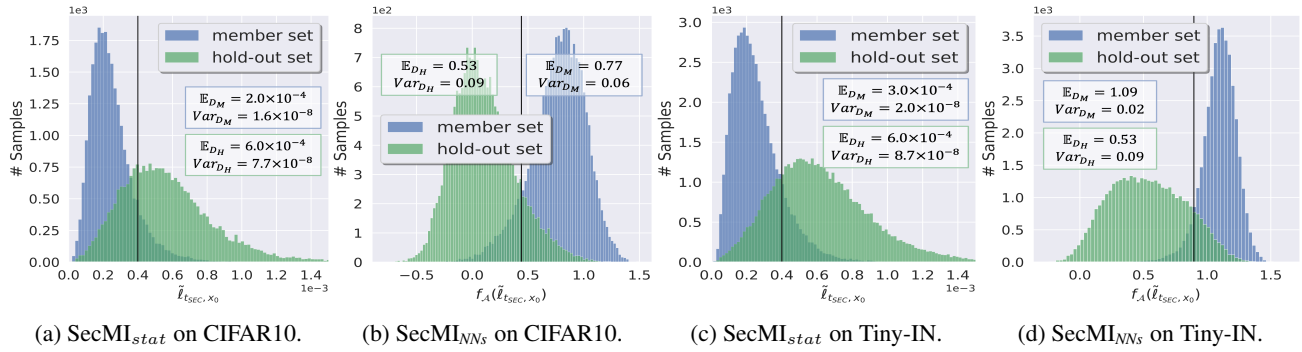 1e3
member set
hold-out set
𝔼_{D_M} = 2.0×10⁻⁴
Var_{D_M} = 1.6×10⁻⁸
𝔼_{D_H} = 6.0×10⁻⁴
Var_{D_H} = 7.7×10⁻⁸
# Samples
1.75
1.50
1.25
1.00
0.75
0.50
0.25
0.00
0.0 0.2 0.4 0.6 0.8 1.0 1.2 1.4
1e−3
ℓ̃_{t_{SEC}, x_0}
(a) SecMI_{stat} on CIFAR10.
1e2
𝔼_{D_H} = 0.53
Var_{D_H} = 0.09
𝔼_{D_M} = 0.77
Var_{D_M} = 0.06
member set
hold-out set
# Samples
8
7
6
5
4
3
2
1
0
−0.5 0.0 0.5 1.0 1.5
f_𝒜(ℓ̃_{t_{SEC}, x_0})
(b) SecMI_{NNs} on CIFAR10.
1e3
member set
hold-out set
𝔼_{D_M} = 3.0×10⁻⁴
Var_{D_M} = 2.0×10⁻⁸
𝔼_{D_H} = 6.0×10⁻⁴
Var_{D_H} = 8.7×10⁻⁸
# Samples
3.0
2.5
2.0
1.5
1.0
0.5
0.0
0.0 0.2 0.4 0.6 0.8 1.0 1.2 1.4
1e−3
ℓ̃_{t_{SEC}, x_0}
(c) SecMI_{stat} on Tiny-IN.
1e3
member set
hold-out set
𝔼_{D_M} = 1.09
Var_{D_M} = 0.02
𝔼_{D_H} = 0.53
Var_{D_H} = 0.09
# Samples
3.5
3.0
2.5
2.0
1.5
1.0
0.5
0.0
0.0 0.5 1.0 1.5
f_𝒜(ℓ̃_{t_{SEC}, x_0})
(d) SecMI_{NNs} on Tiny-IN.